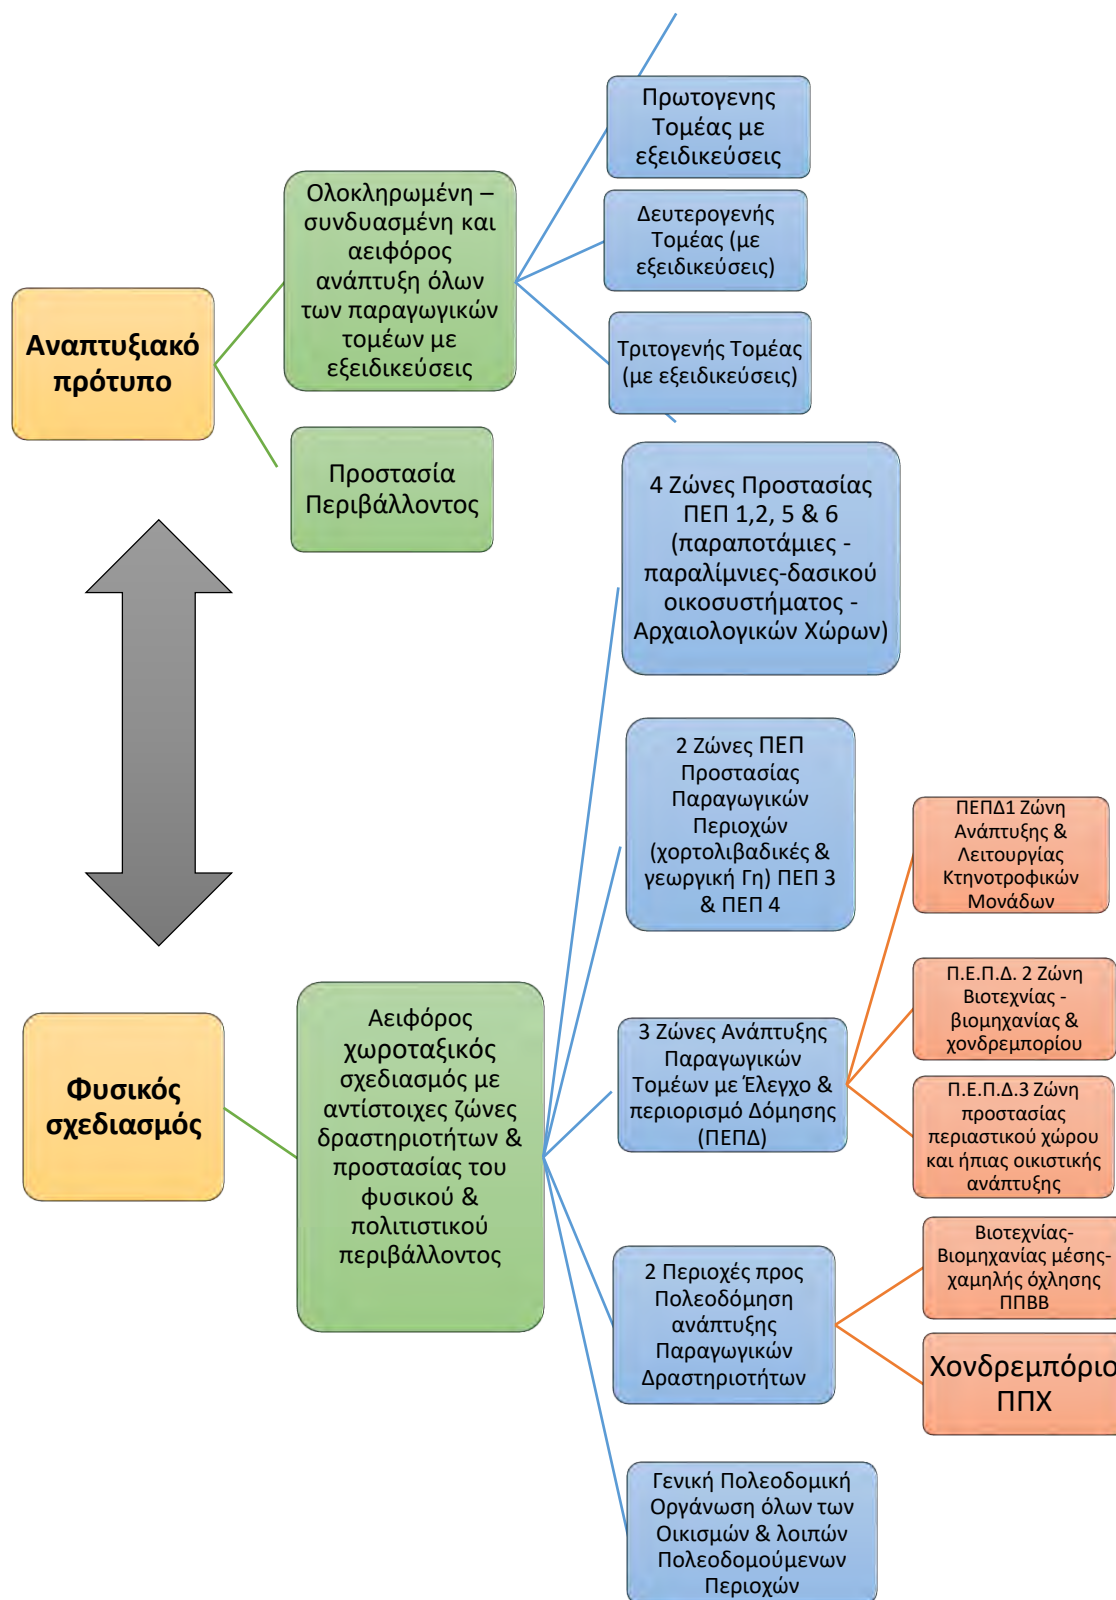 Αναπτυξιακό
πρότυπο
Ολοκληρωμένη –
συνδυασμένη και
αειφόρος
ανάπτυξη όλων
των παραγωγικών
τομέων με
εξειδικεύσεις
Πρωτογενης
Τομέας με
εξειδικεύσεις
Δευτερογενής
Τομέας (με
εξειδικεύσεις)
Τριτογενής Τομέας
(με εξειδικεύσεις)
Προστασία
Περιβάλλοντος
Φυσικός
σχεδιασμός
Αειφόρος
χωροταξικός
σχεδιασμός με
αντίστοιχες ζώνες
δραστηριοτήτων &
προστασίας του
φυσικού &
πολιτιστικού
περιβάλλοντος
4 Ζώνες Προστασίας
ΠΕΠ 1,2, 5 & 6
(παραποτάμιες -
παραλίμνιες-δασικού
οικοσυστήματος -
Αρχαιολογικών Χώρων)
2 Ζώνες ΠΕΠ
Προστασίας
Παραγωγικών
Περιοχών
(χορτολιβαδικές &
γεωργική Γη) ΠΕΠ 3
& ΠΕΠ 4
3 Ζώνες Ανάπτυξης
Παραγωγικών
Τομέων με Έλεγχο &
περιορισμό Δόμησης
(ΠΕΠΔ)
ΠΕΠΔ1 Ζώνη
Ανάπτυξης &
Λειτουργίας
Κτηνοτροφικών
Μονάδων
Π.Ε.Π.Δ. 2 Ζώνη
Βιοτεχνίας -
βιομηχανίας &
χονδρεμπορίου
Π.Ε.Π.Δ.3 Ζώνη
προστασίας
περιαστικού χώρου
και ήπιας οικιστικής
ανάπτυξης
2 Περιοχές προς
Πολεοδόμηση
ανάπτυξης
Παραγωγικών
Δραστηριοτήτων
Βιοτεχνίας-
Βιομηχανίας μέσης-
χαμηλής όχλησης
ΠΠΒΒ
Χονδρεμπόριο
ΠΠΧ
Γενική Πολεοδομική
Οργάνωση όλων των
Οικισμών & λοιπών
Πολεοδομούμενων
Περιοχών